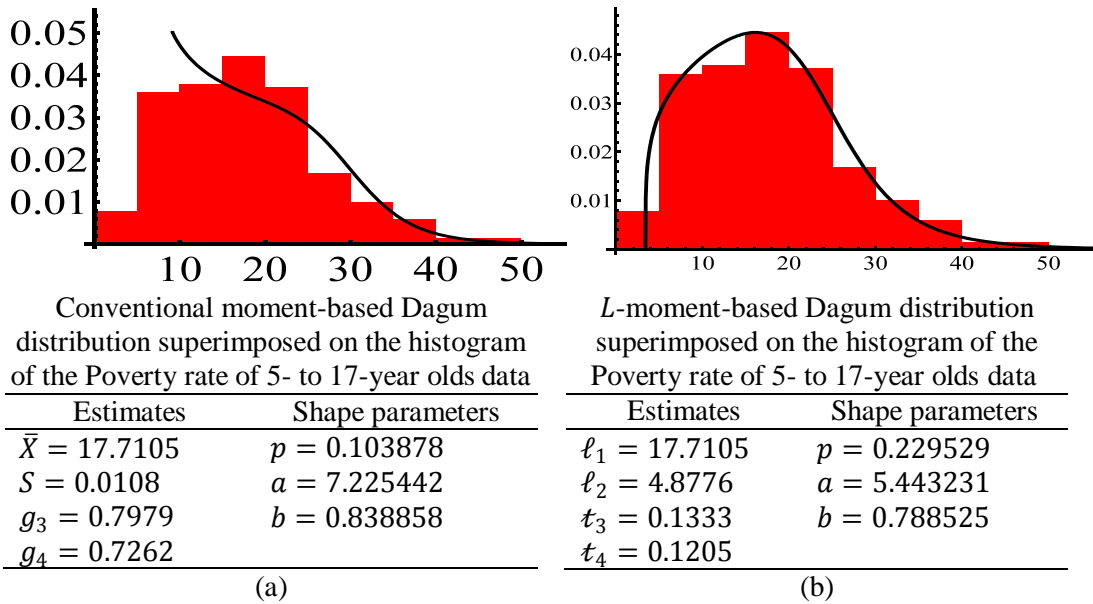 0.05
0.04
0.03
0.02
0.01
10 20 30 40 50
Conventional moment-based Dagum
distribution superimposed on the histogram
of the Poverty rate of 5- to 17-year olds data
Estimates Shape parameters
X̄ = 17.7105 p = 0.103878
S = 0.0108 a = 7.225442
g₃ = 0.7979 b = 0.838858
g₄ = 0.7262
(a)
0.04
0.03
0.02
0.01
10 20 30 40 50
L-moment-based Dagum distribution
superimposed on the histogram of the
Poverty rate of 5- to 17-year olds data
Estimates Shape parameters
ℓ₁ = 17.7105 p = 0.229529
ℓ₂ = 4.8776 a = 5.443231
𝓉₃ = 0.1333 b = 0.788525
𝓉₄ = 0.1205
(b)